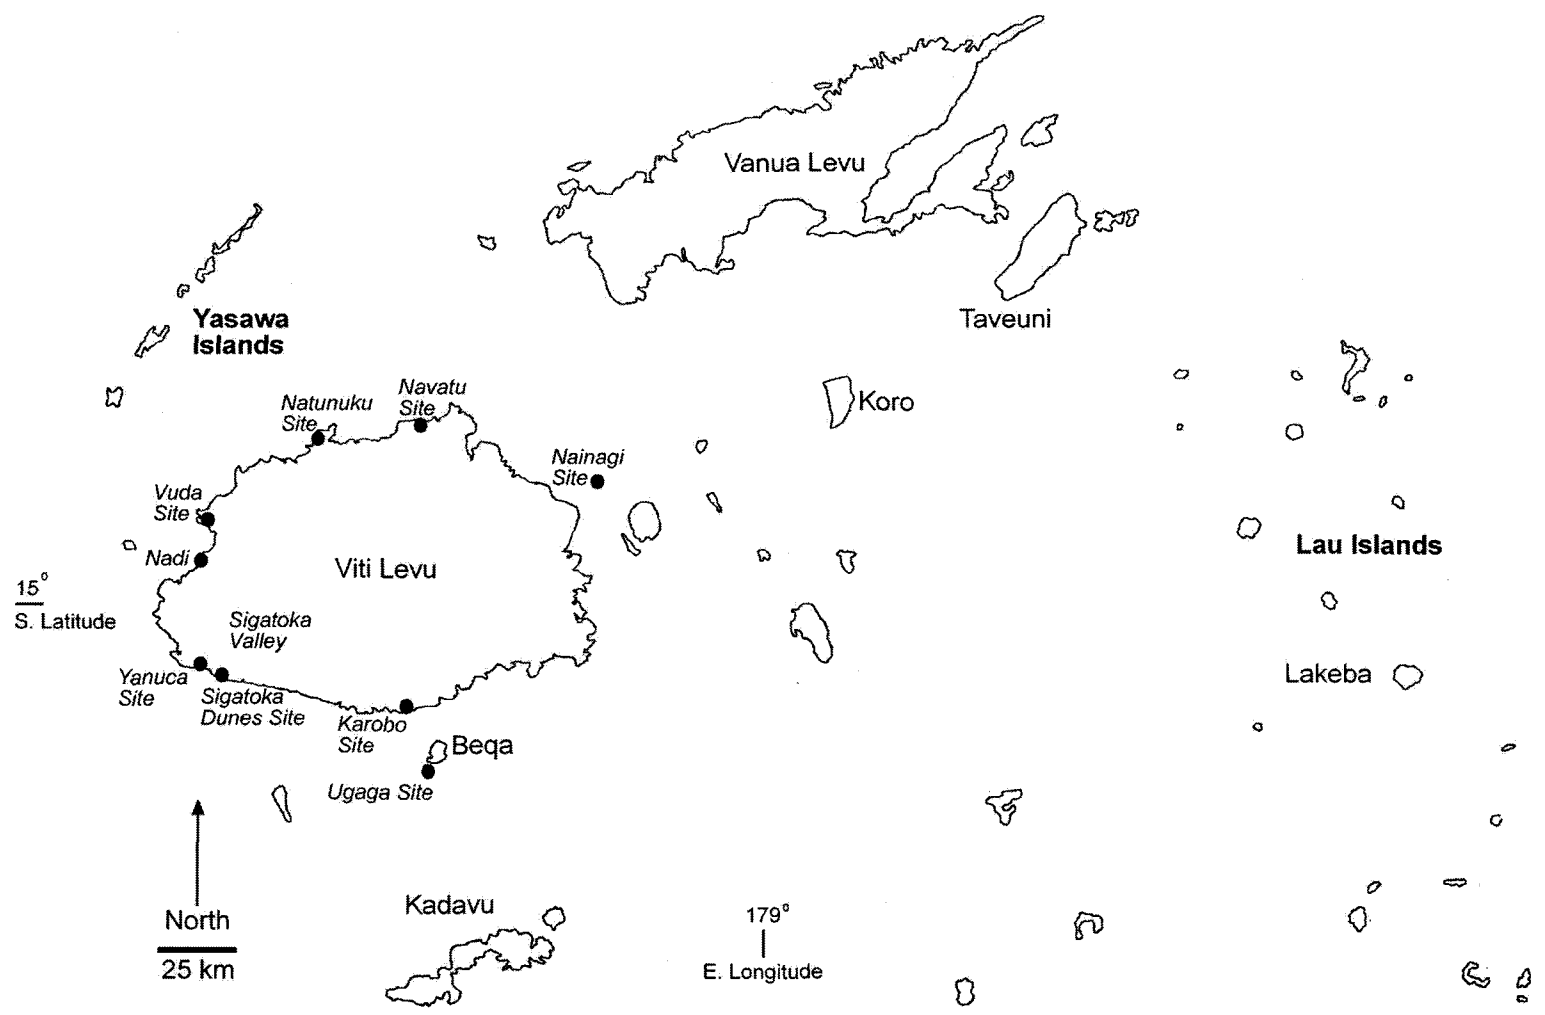 Vanua Levu
Yasawa
Islands
Taveuni
Navatu
Site
Natunuku
Site
Koro
Nainagi
Site
Vuda
Site
Nadi
Viti Levu
Lau Islands
15°
S. Latitude
Sigatoka
Valley
Yanuca
Site
Sigatoka
Dunes Site
Karobo
Site
Lakeba
Beqa
Ugaga Site
North
25 km
Kadavu
179°
E. Longitude